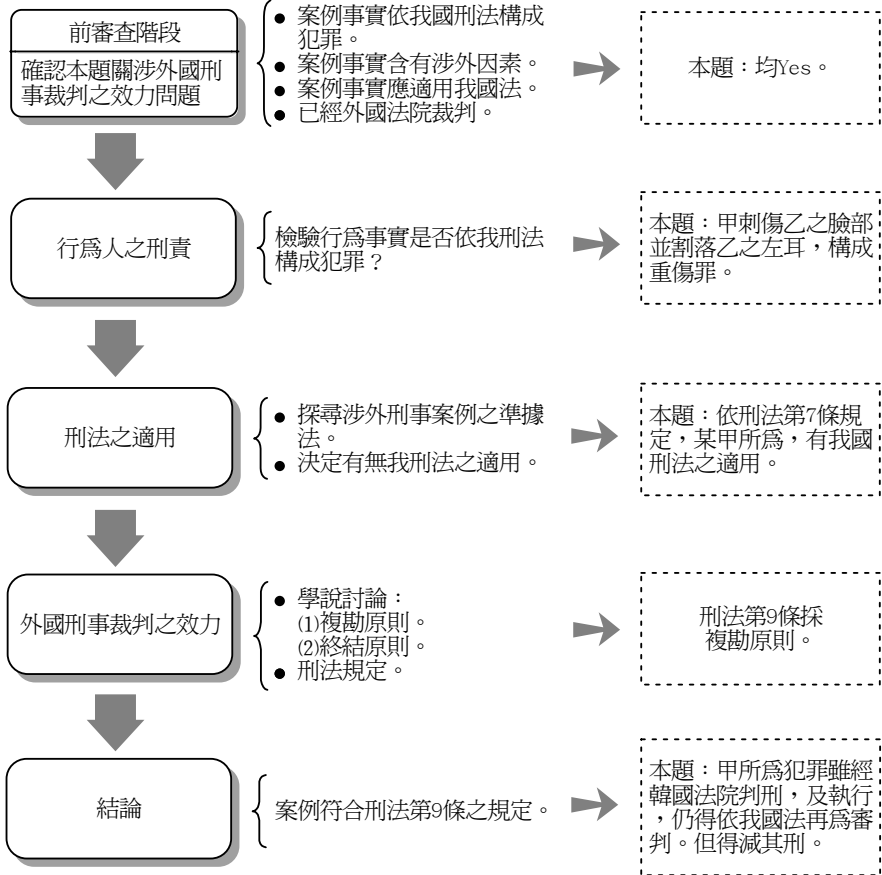 前審查階段
確認本題關涉外國刑
事裁判之效力問題
● 案例事實依我國刑法構成
犯罪。
● 案例事實含有涉外因素。
● 案例事實應適用我國法。
● 已經外國法院裁判。
本題：均Yes。
行為人之刑責
檢驗行為事實是否依我刑法
構成犯罪？
本題：甲刺傷乙之臉部
並割落乙之左耳，構成
重傷罪。
刑法之適用
● 探尋涉外刑事案例之準據
法。
● 決定有無我刑法之適用。
本題：依刑法第7條規
定，某甲所為，有我國
刑法之適用。
外國刑事裁判之效力
● 學說討論：
⑴複勘原則。
⑵終結原則。
● 刑法規定。
刑法第9條採
複勘原則。
結論
案例符合刑法第9條之規定。
本題：甲所為犯罪雖經
韓國法院判刑，及執行
，仍得依我國法再為審
判。但得減其刑。